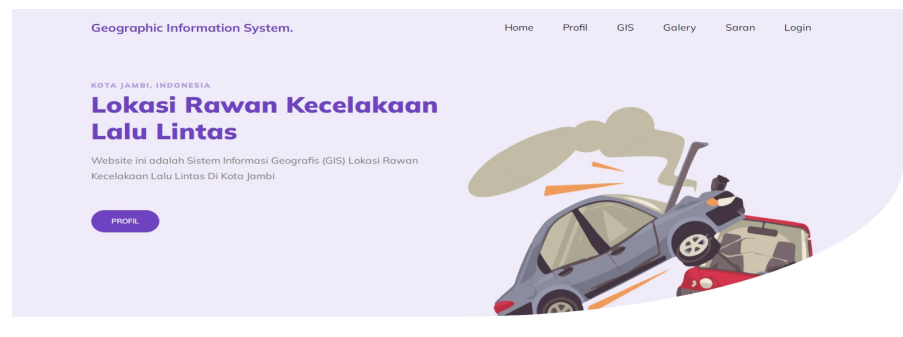 Geographic Information System.
Home Profil GIS Galery Saran Login
KOTA JAMBI, INDONESIA
Lokasi Rawan Kecelakaan
Lalu Lintas
Website ini adalah Sistem Informasi Geografis (GIS) Lokasi Rawan
Kecelakaan Lalu Lintas Di Kota Jambi
PROFIL